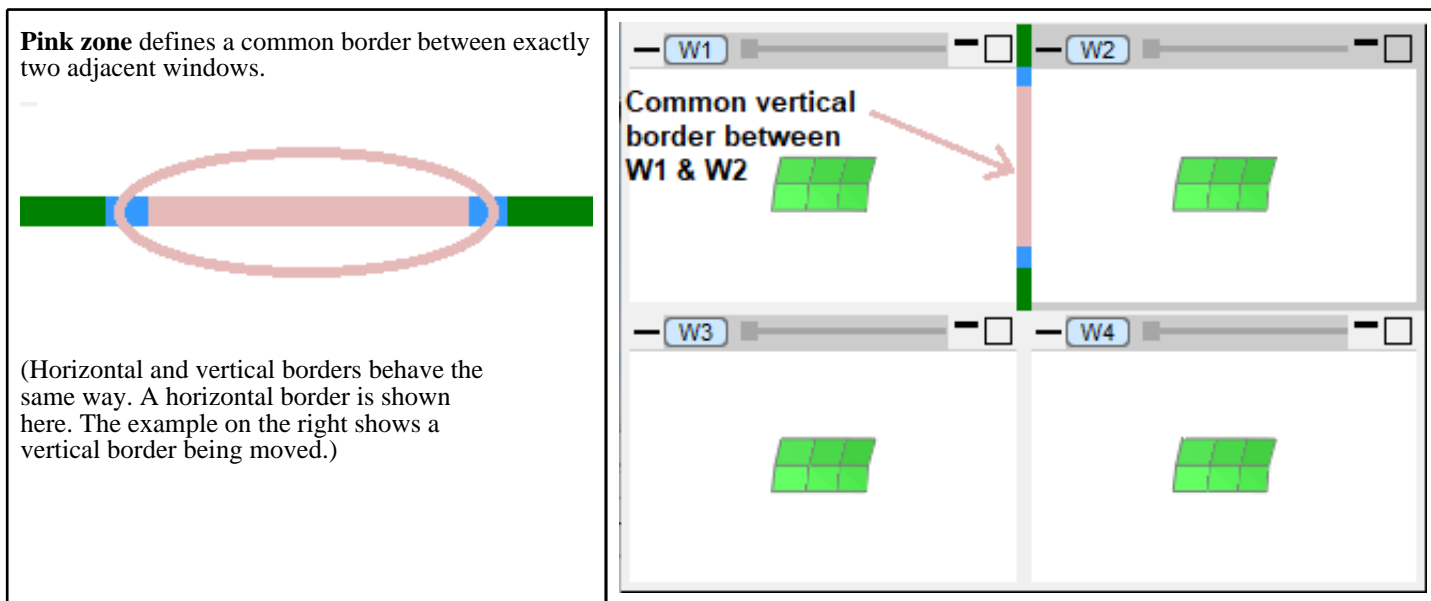 Pink zone defines a common border between exactly
two adjacent windows.
(Horizontal and vertical borders behave the
same way. A horizontal border is shown
here. The example on the right shows a
vertical border being moved.)
W1
W2
Common vertical
border between
W1 & W2
W3
W4